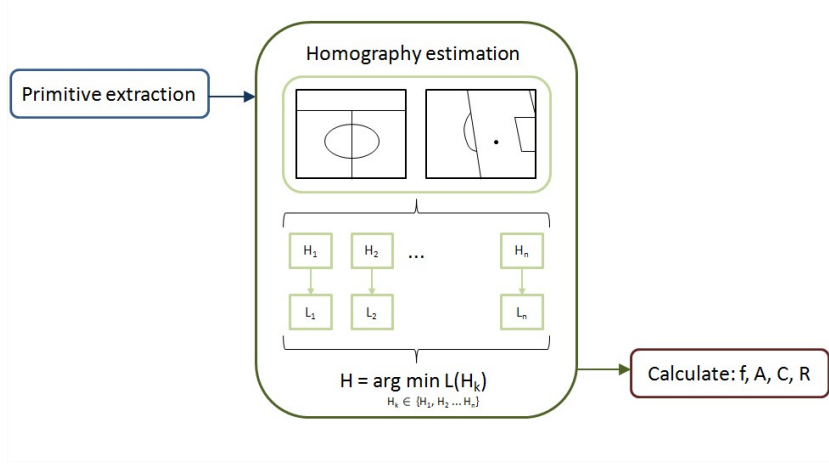 Homography estimation
Primitive extraction
H₁ H₂ ... Hₙ
L₁ L₂ Lₙ
H = arg min L(Hₖ)
Hₖ ∈ {H₁, H₂ ... Hₙ}
Calculate: f, A, C, R